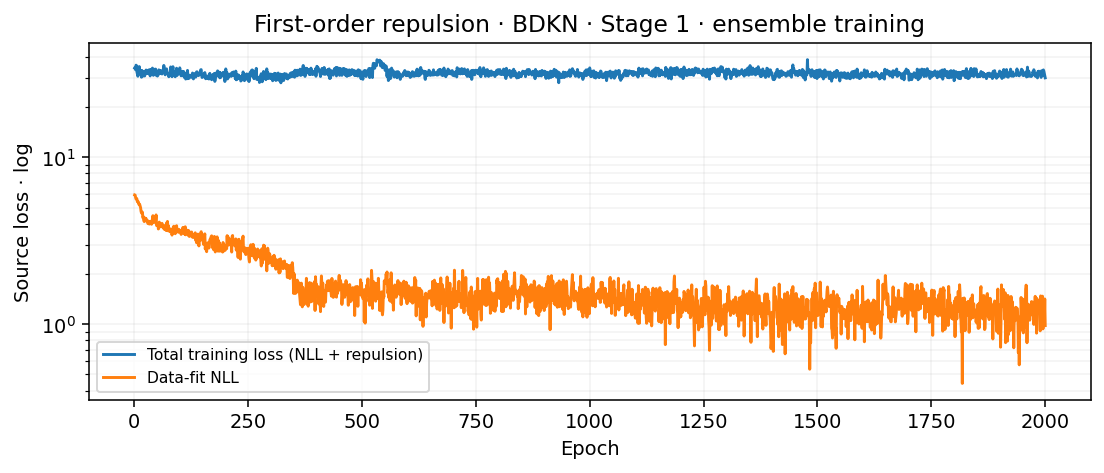 First-order repulsion · BDKN · Stage 1 · ensemble training
Source loss · log
10¹
10⁰
Total training loss (NLL + repulsion)
Data-fit NLL
0 250 500 750 1000 1250 1500 1750 2000
Epoch